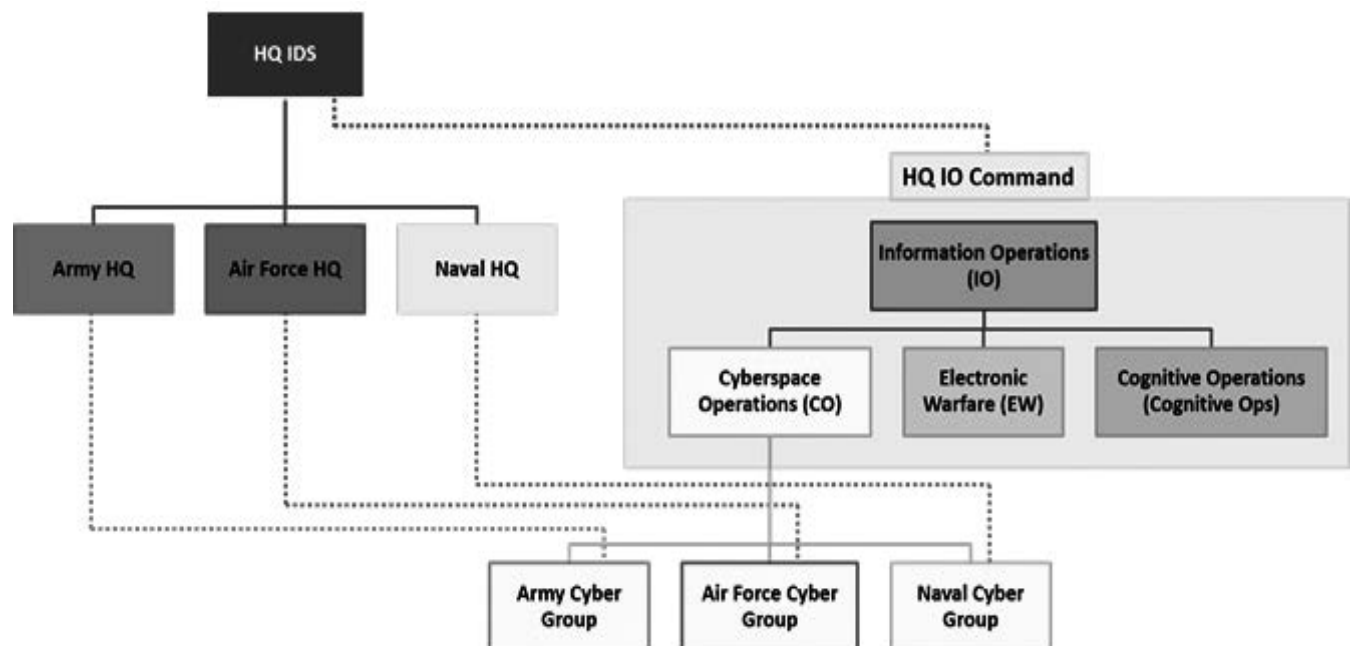 HQ IDS
HQ IO Command
Army HQ
Air Force HQ
Naval HQ
Information Operations
(IO)
Cyberspace
Operations (CO)
Electronic
Warfare (EW)
Cognitive Operations
(Cognitive Ops)
Army Cyber
Group
Air Force Cyber
Group
Naval Cyber
Group